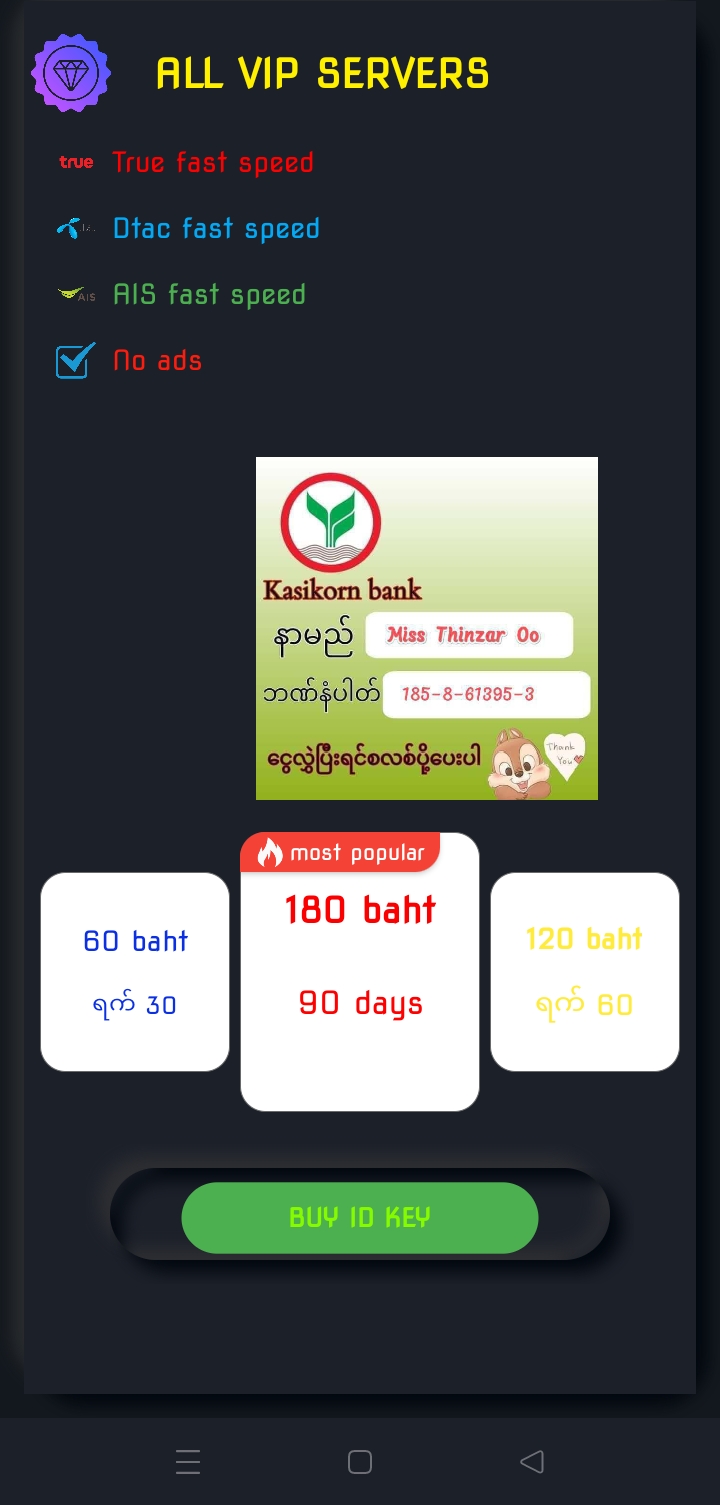 ALL VIP SERVERS
true True fast speed
Dtac fast speed
AIS AIS fast speed
No ads
Kasikorn bank
နာမည် Miss Thinzar Oo
ဘဏ်နံပါတ် 185-8-61395-3
ငွေလွှဲပြီးရင်စလစ်ပို့ပေးပါ
Thank
You
most popular
180 baht
90 days
60 baht
ရက် 30
120 baht
ရက် 60
BUY ID KEY